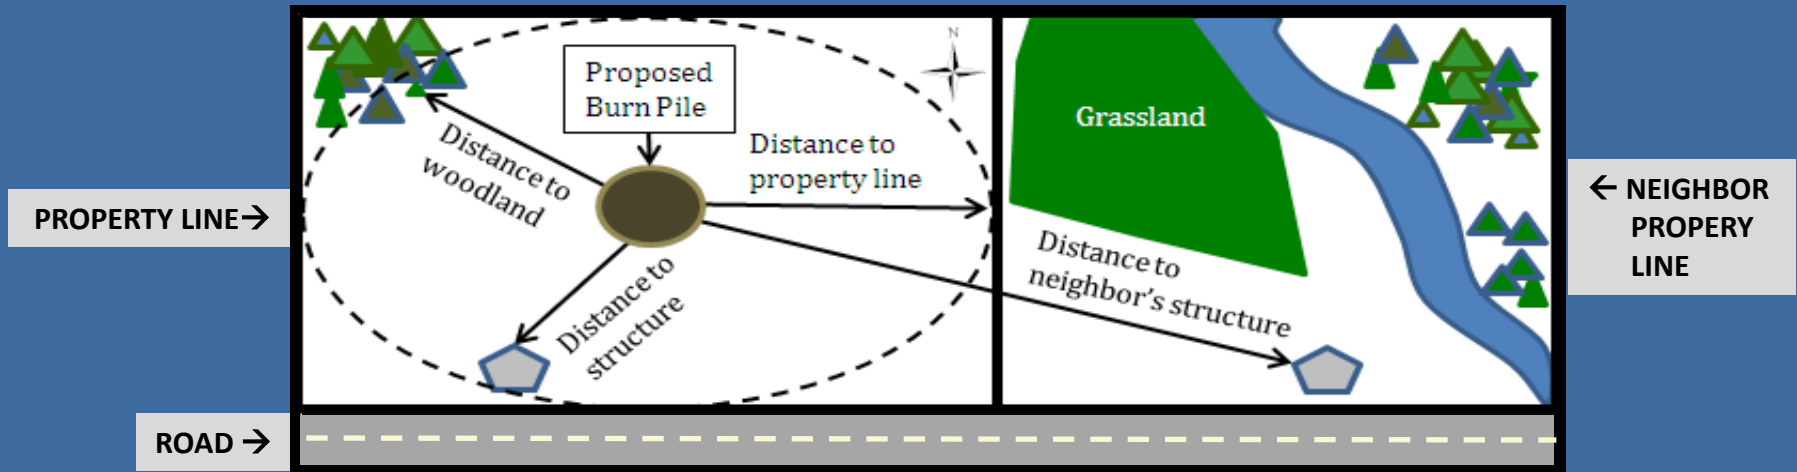 N
Proposed
Burn Pile
Grassland
Distance to
woodland
Distance to
property line
PROPERTY LINE→
← NEIGHBOR
PROPERY
LINE
Distance to
neighbor's structure
Distance to
structure
ROAD →